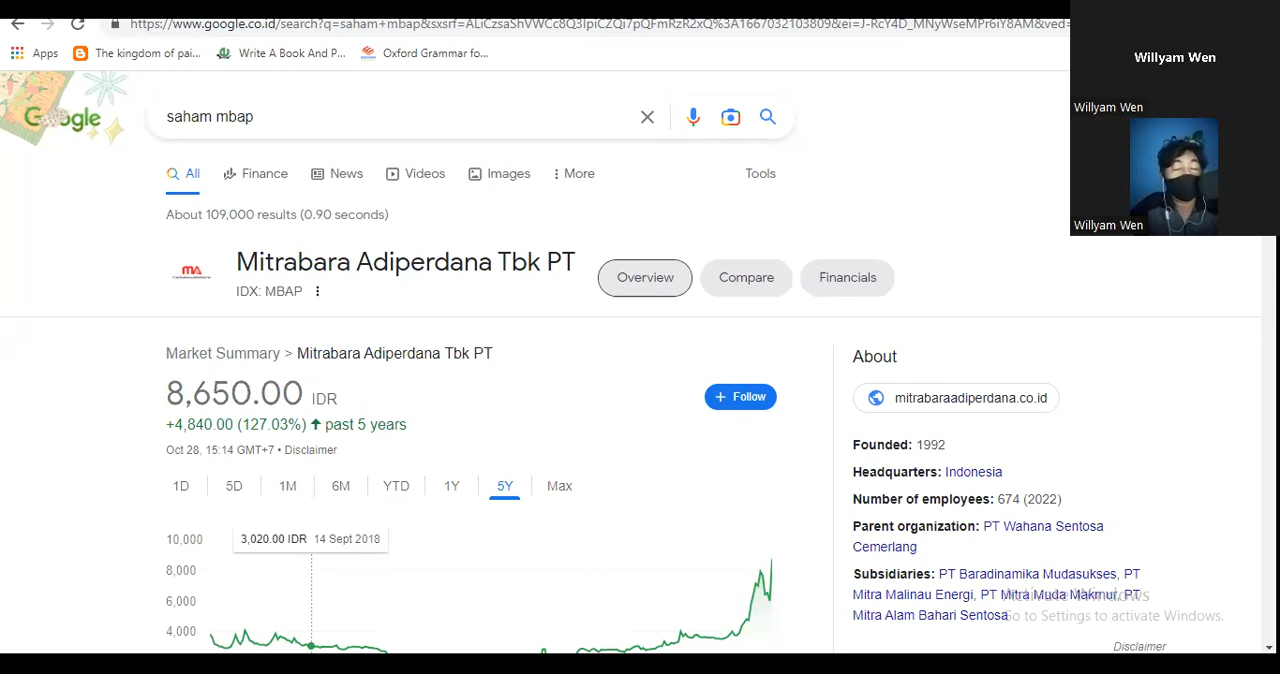 https://www.google.co.id/search?q=saham+mbap&sxsrf=ALiCzsaShVWCc8Q3IpiCZQi7pQFmRzR2xQ%3A1667032103809&ei=J-RcY4D_MNyWseMPr6iY8AM&ved=
Willyam Wen
Apps
The kingdom of pai...
Write A Book And P...
Oxford Grammar fo...
Willyam Wen
Google
saham mbap
All
Finance
News
Videos
Images
More
Tools
Willyam Wen
About 109,000 results (0.90 seconds)
Mitrabara Adiperdana Tbk PT
IDX: MBAP
Overview
Compare
Financials
Market Summary > Mitrabara Adiperdana Tbk PT
8,650.00 IDR
+4,840.00 (127.03%) past 5 years
Oct 28, 15:14 GMT+7 • Disclaimer
+ Follow
1D
5D
1M
6M
YTD
1Y
5Y
Max
3,020.00 IDR 14 Sept 2018
10,000
8,000
6,000
4,000
About
mitrabaraadiperdana.co.id
Founded: 1992
Headquarters: Indonesia
Number of employees: 674 (2022)
Parent organization: PT Wahana Sentosa
Cemerlang
Subsidiaries: PT Baradinamika Mudasukses, PT
Mitra Malinau Energi, PT Mitra Muda Makmur, PT
Mitra Alam Bahari Sentosa
Activate Windows
Go to Settings to activate Windows.
Disclaimer